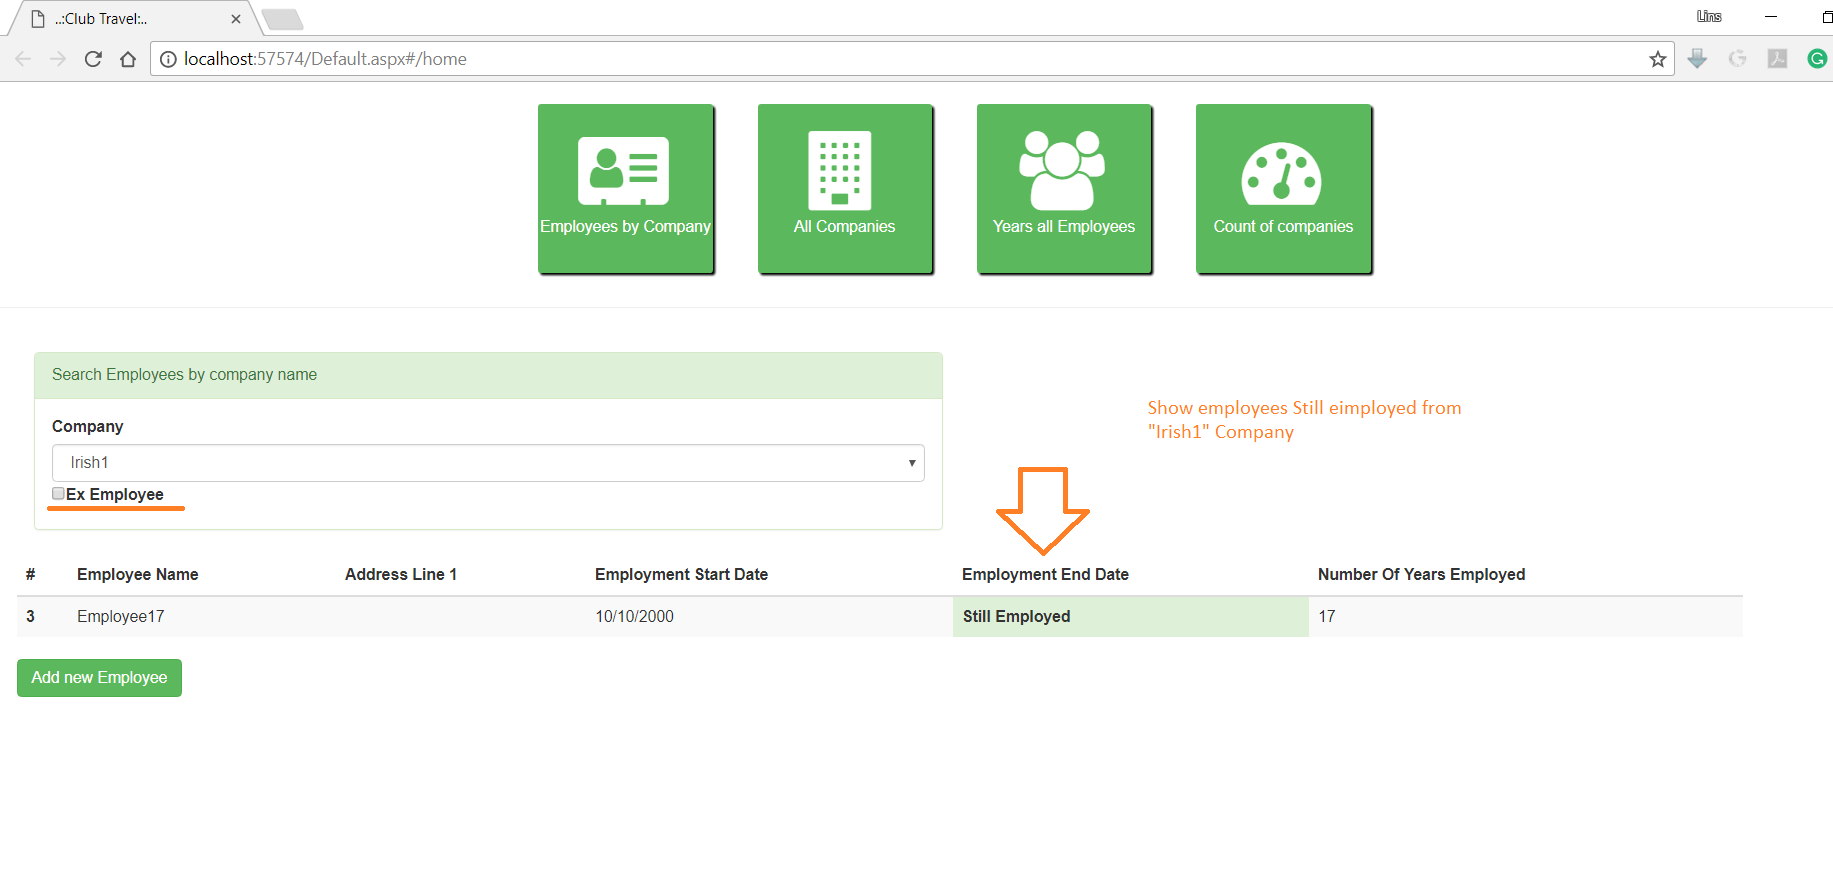 ..:Club Travel:..
Lins
localhost:57574/Default.aspx#/home
Employees by Company
All Companies
Years all Employees
Count of companies
Search Employees by company name
Company
Irish1
Ex Employee
Show employees Still eimployed from
"Irish1" Company
# Employee Name Address Line 1 Employment Start Date Employment End Date Number Of Years Employed
3 Employee17 10/10/2000 Still Employed 17
Add new Employee